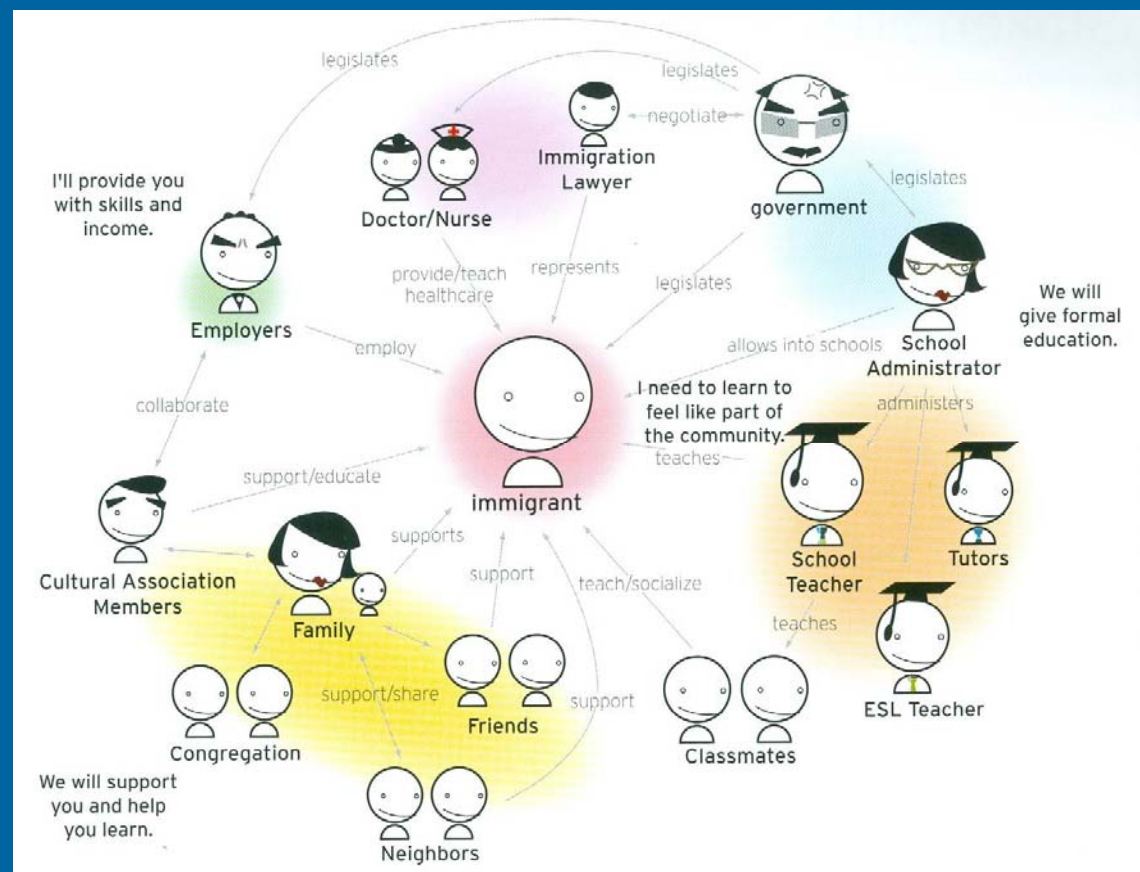 legislates
legislates
negotiate
Immigration
Lawyer
Doctor/Nurse
government
legislates
I'll provide you
with skills and
income.
Employers
provide/teach
healthcare
represents
legislates
We will
give formal
education.
School
Administrator
employ
allows into schools
I need to learn to
feel like part of
the community.
administers
teaches
collaborate
support/educate
immigrant
supports
support
teach/socialize
School
Teacher
Tutors
Cultural Association
Members
Family
teaches
support/share
support
Friends
ESL Teacher
Congregation
Classmates
We will support
you and help
you learn.
Neighbors